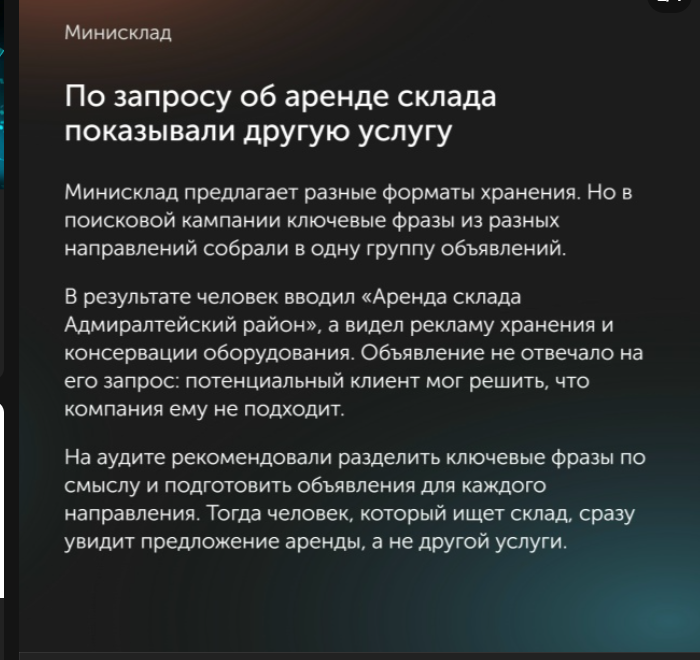 Минисклад
По запросу об аренде склада
показывали другую услугу
Минисклад предлагает разные форматы хранения. Но в
поисковой кампании ключевые фразы из разных
направлений собрали в одну группу объявлений.
В результате человек вводил «Аренда склада
Адмиралтейский район», а видел рекламу хранения и
консервации оборудования. Объявление не отвечало на
его запрос: потенциальный клиент мог решить, что
компания ему не подходит.
На аудите рекомендовали разделить ключевые фразы по
смыслу и подготовить объявления для каждого
направления. Тогда человек, который ищет склад, сразу
увидит предложение аренды, а не другой услуги.